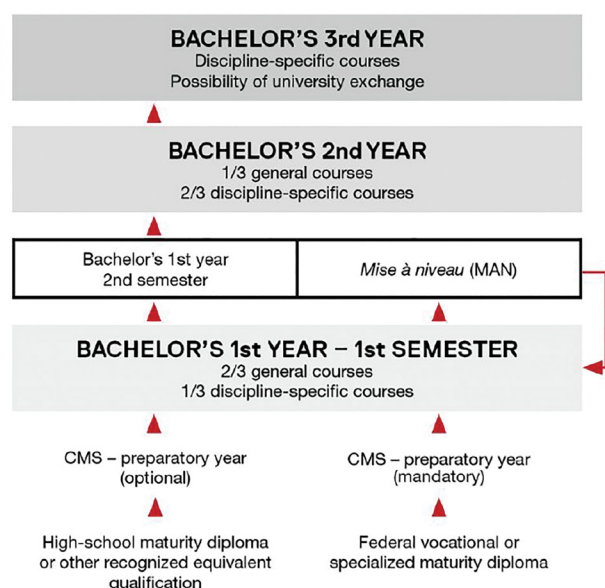 BACHELOR'S 3rd YEAR
Discipline-specific courses
Possibility of university exchange
BACHELOR'S 2nd YEAR
1/3 general courses
2/3 discipline-specific courses
Bachelor's 1st year
2nd semester
Mise à niveau (MAN)
BACHELOR'S 1st YEAR – 1st SEMESTER
2/3 general courses
1/3 discipline-specific courses
CMS – preparatory year
(optional)
CMS – preparatory year
(mandatory)
High-school maturity diploma
or other recognized equivalent
qualification
Federal vocational or
specialized maturity diploma